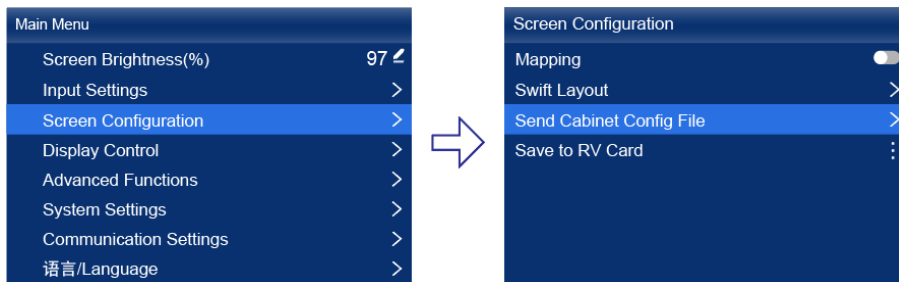 Main Menu
Screen Brightness(%) 97
Input Settings
Screen Configuration
Display Control
Advanced Functions
System Settings
Communication Settings
语言/Language
Screen Configuration
Mapping
Swift Layout
Send Cabinet Config File
Save to RV Card